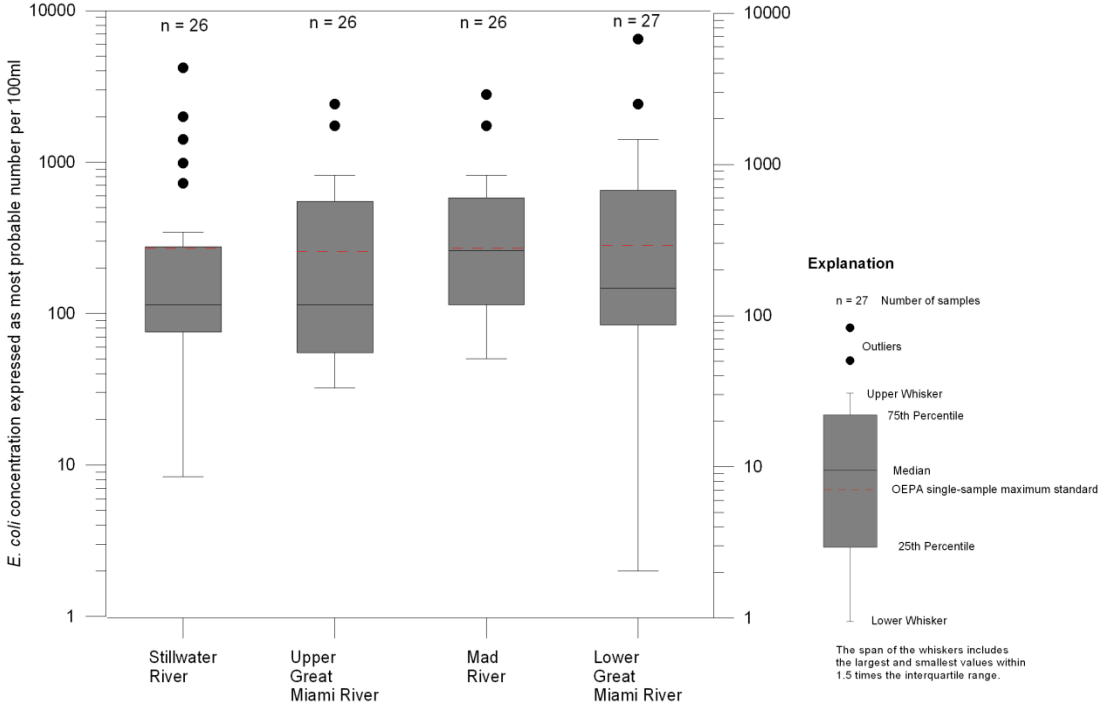 E. coli concentration expressed as most probable number per 100ml
10000
1000
100
10
1
n = 26
n = 26
n = 26
n = 27
10000
1000
100
10
1
Stillwater
River
Upper
Great
Miami River
Mad
River
Lower
Great
Miami River
Explanation
n = 27 Number of samples
Outliers
Upper Whisker
75th Percentile
Median
OEPA single-sample maximum standard
25th Percentile
Lower Whisker
The span of the whiskers includes
the largest and smallest values within
1.5 times the interquartile range.